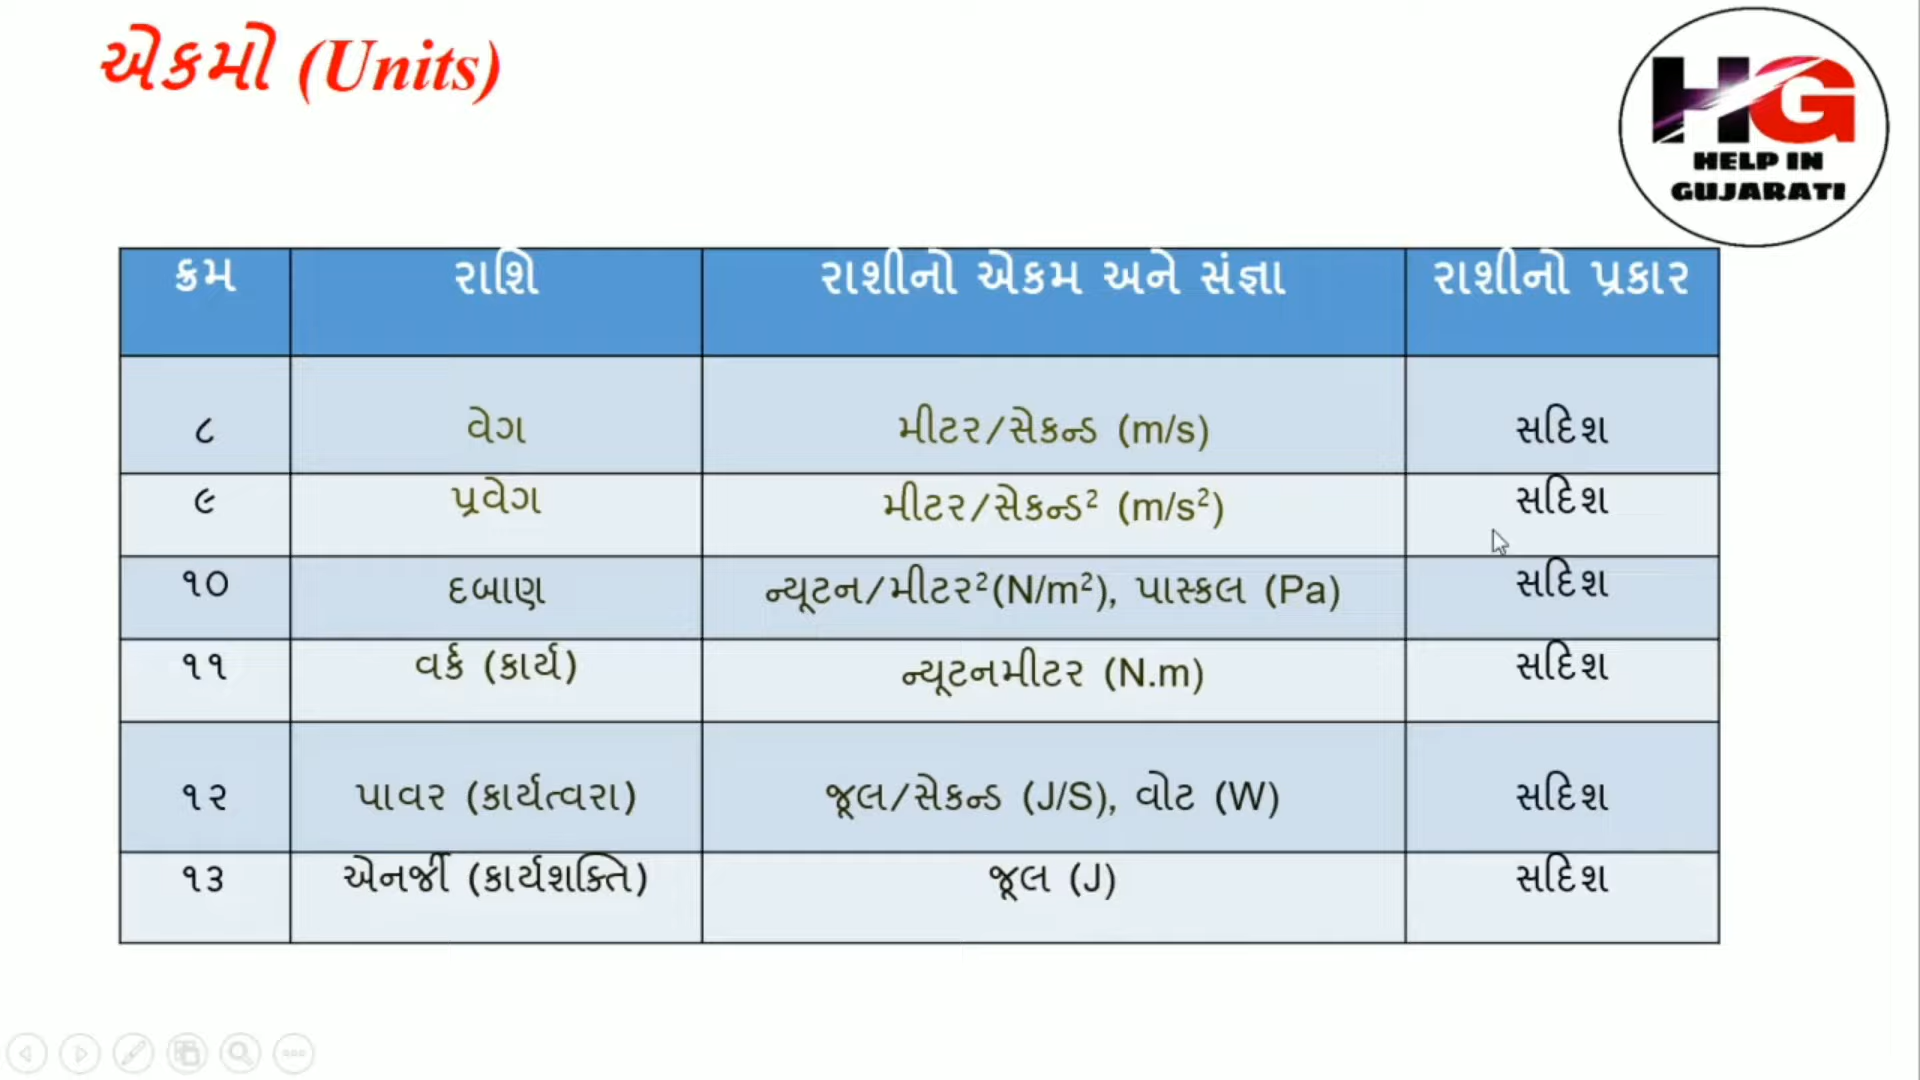 એકમો (Units)
HG
HELP IN
GUJARATI
ક્રમ રાશિ રાશીનો એકમ અને સંજ્ઞા રાશીનો પ્રકાર
૮ વેગ મીટર/સેકન્ડ (m/s) સદિશ
૯ પ્રવેગ મીટર/સેકન્ડ² (m/s²) સદિશ
૧૦ દબાણ ન્યૂટન/મીટર²(N/m²), પાસ્કલ (Pa) સદિશ
૧૧ વર્ક (કાર્ય) ન્યૂટનમીટર (N.m) સદિશ
૧૨ પાવર (કાર્યત્વરા) જૂલ/સેકન્ડ (J/S), વોટ (W) સદિશ
૧૩ એનર્જી (કાર્યશક્તિ) જૂલ (J) સદિશ